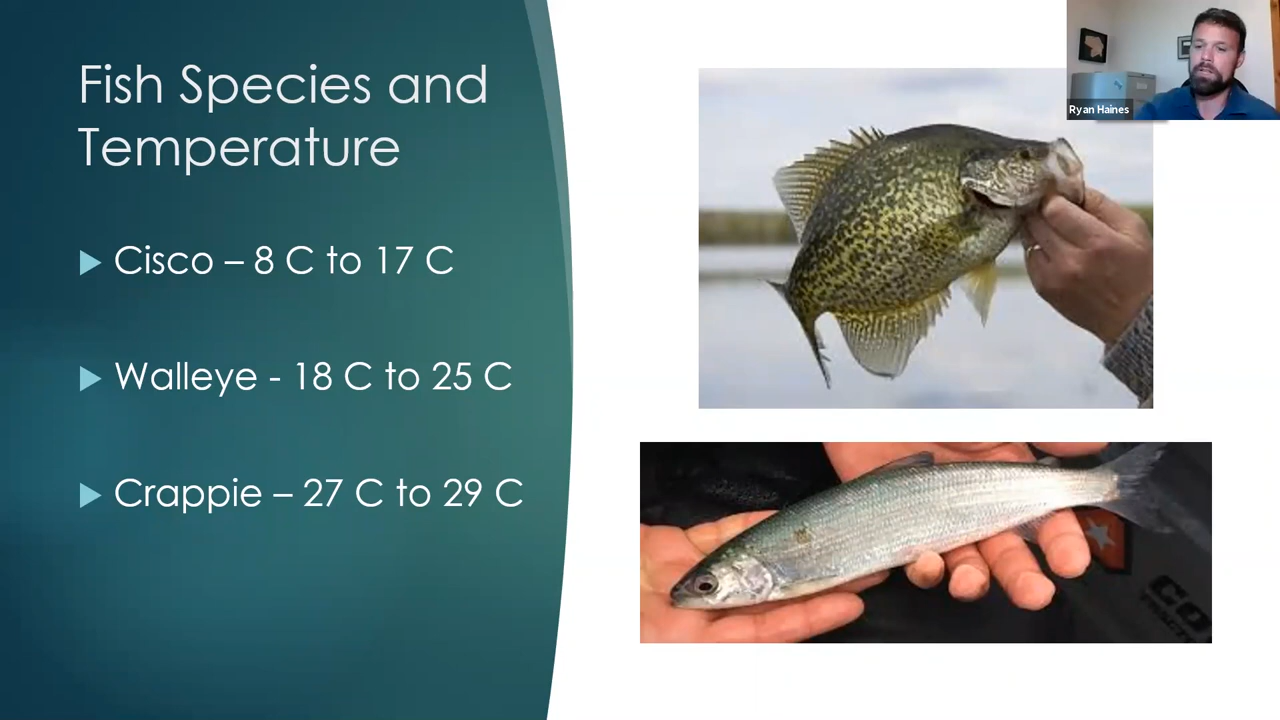 Fish Species and
Temperature
Cisco – 8 C to 17 C
Walleye - 18 C to 25 C
Crappie – 27 C to 29 C
Ryan Haines